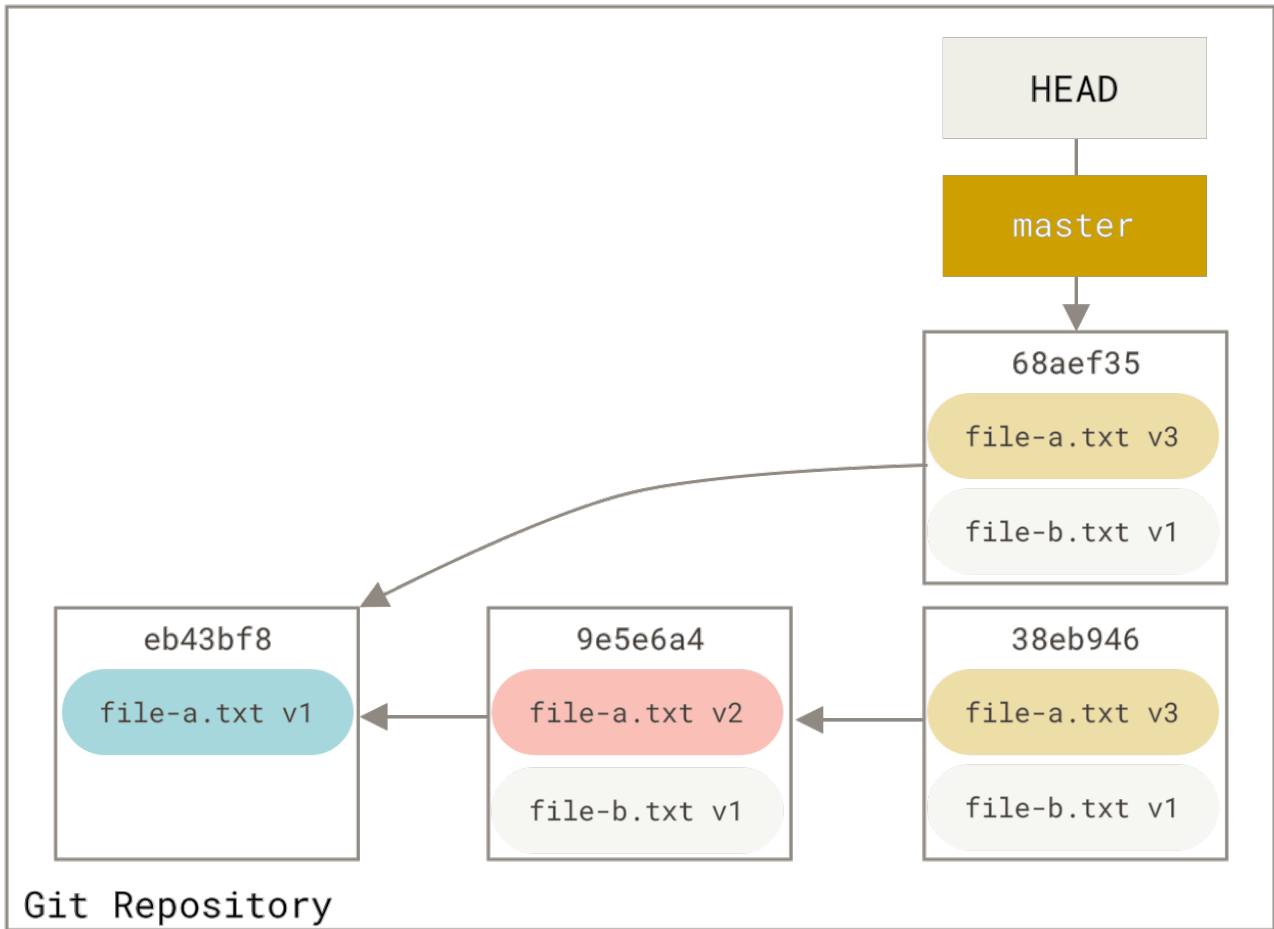 HEAD
master
68aef35
file-a.txt v3
file-b.txt v1
eb43bf8
file-a.txt v1
9e5e6a4
file-a.txt v2
file-b.txt v1
38eb946
file-a.txt v3
file-b.txt v1
Git Repository